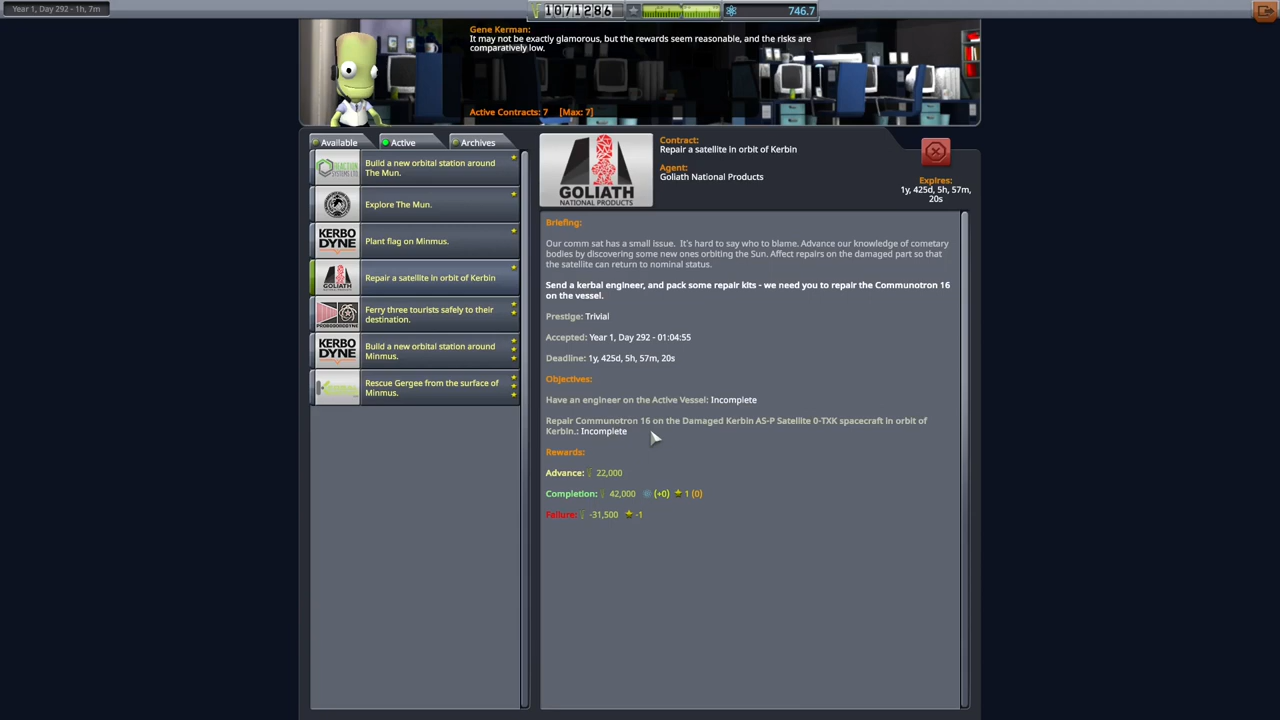 Year 1, Day 292 - 1h, 7m
1071286
746.7
Gene Kerman:
It may not be exactly glamorous, but the rewards seem reasonable, and the risks are
comparatively low.
Active Contracts: 7 [Max: 7]
Available
Active
Archives
Build a new orbital station around
The Mun.
Explore The Mun.
KERBO
DYNE
Plant flag on Minmus.
Repair a satellite in orbit of Kerbin
Ferry three tourists safely to their
destination.
KERBO
DYNE
Build a new orbital station around
Minmus.
Rescue Gergee from the surface of
Minmus.
GOLIATH
NATIONAL PRODUCTS
Contract:
Repair a satellite in orbit of Kerbin
Agent:
Goliath National Products
Expires:
1y, 425d, 5h, 57m,
20s
Briefing:
Our comm sat has a small issue. It's hard to say who to blame. Advance our knowledge of cometary
bodies by discovering some new ones orbiting the Sun. Affect repairs on the damaged part so that
the satellite can return to nominal status.
Send a kerbal engineer, and pack some repair kits - we need you to repair the Communotron 16
on the vessel.
Prestige: Trivial
Accepted: Year 1, Day 292 - 01:04:55
Deadline: 1y, 425d, 5h, 57m, 20s
Objectives:
Have an engineer on the Active Vessel: Incomplete
Repair Communotron 16 on the Damaged Kerbin AS-P Satellite 0-TXK spacecraft in orbit of
Kerbin.: Incomplete
Rewards:
Advance: 22,000
Completion: 42,000 (+0) 1 (0)
Failure: -31,500 -1